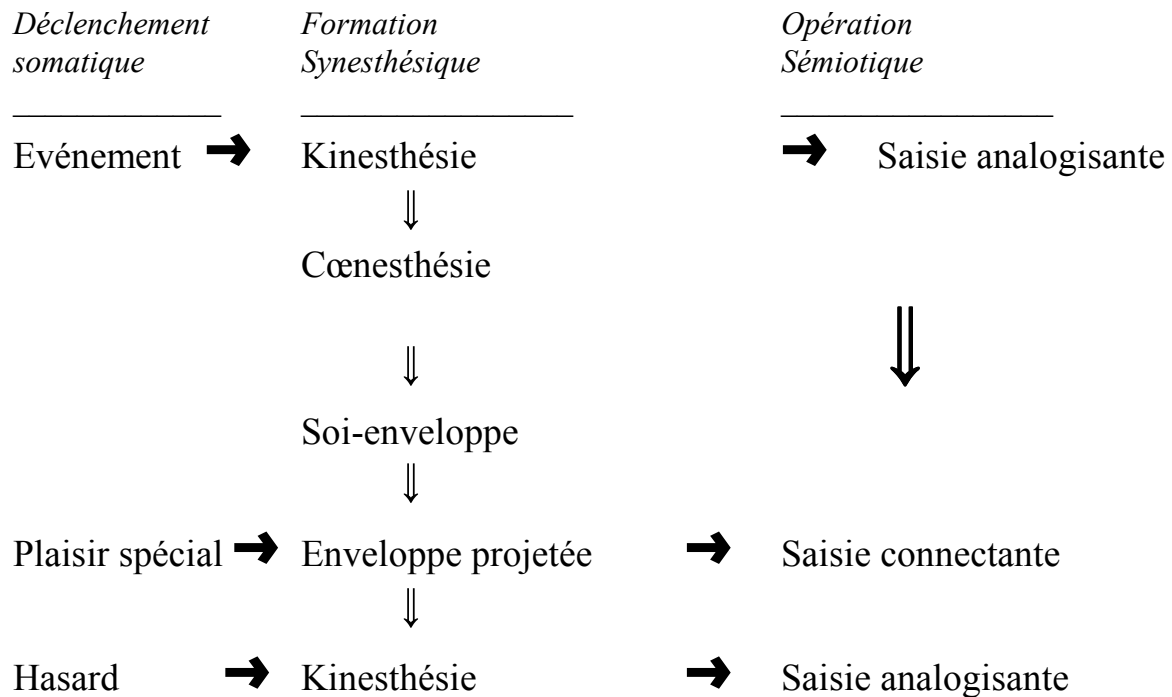 Déclenchement Formation Opération
somatique Synesthésique Sémiotique
Evénement ➜ Kinesthésie ➜ Saisie analogisante
⇓
Cœnesthésie
⇓
⇓
Soi-enveloppe
⇓
Plaisir spécial ➜ Enveloppe projetée ➜ Saisie connectante
⇓
Hasard ➜ Kinesthésie ➜ Saisie analogisante